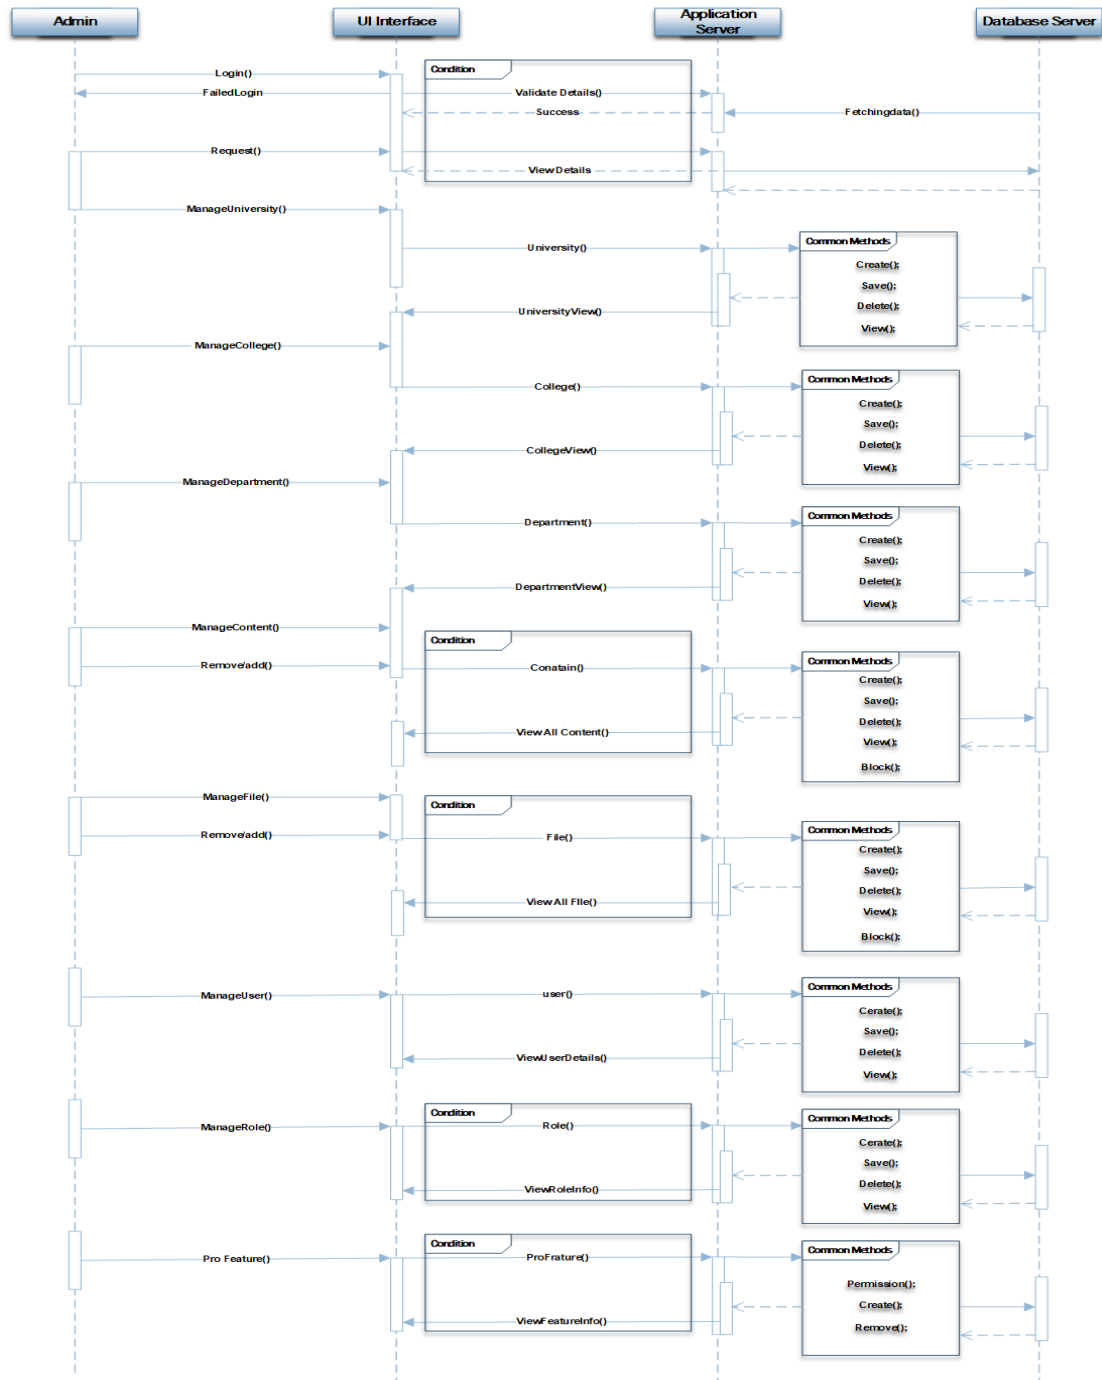 Admin
UI Interface
Application
Server
Database Server
Condition
Login()
FailedLogin
Validate Details()
Success
Fetchingdata()
Request()
View Details
ManageUniversity()
University()
Common Methods
Create();
Save();
Delete();
View();
UniversityView()
ManageCollege()
College()
Common Methods
Create();
Save();
Delete();
View();
CollegeView()
ManageDepartment()
Department()
Common Methods
Create();
Save();
Delete();
View();
DepartmentView()
ManageContent()
Condition
Remove/add()
Conatain()
Common Methods
Create();
Save();
Delete();
View();
Block();
View All Content()
ManageFile()
Condition
Remove/add()
File()
Common Methods
Create();
Save();
Delete();
View();
Block();
View All FIle()
ManageUser()
user()
Common Methods
Cerate();
Save();
Delete();
View();
ViewUserDetails()
Condition
ManageRole()
Role()
Common Methods
Cerate();
Save();
Delete();
View();
ViewRoleInfo()
Condition
Pro Feature()
ProFrature()
Common Methods
Permission();
Create();
Remove();
ViewFeatureInfo()